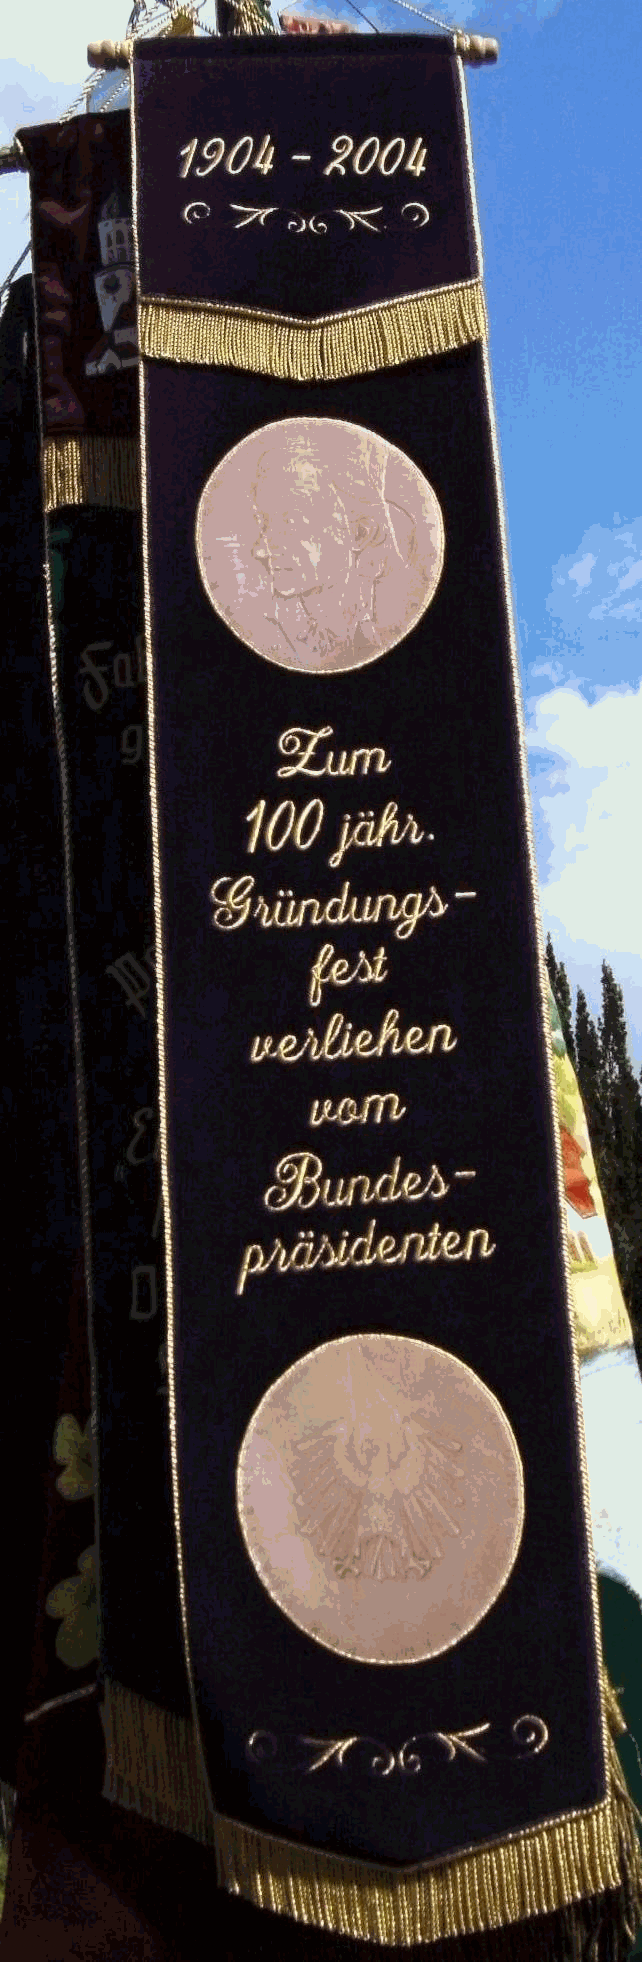 1904 - 2004
Zum
100 jähr.
Gründungs-
fest
verliehen
vom
Bundes-
präsidenten